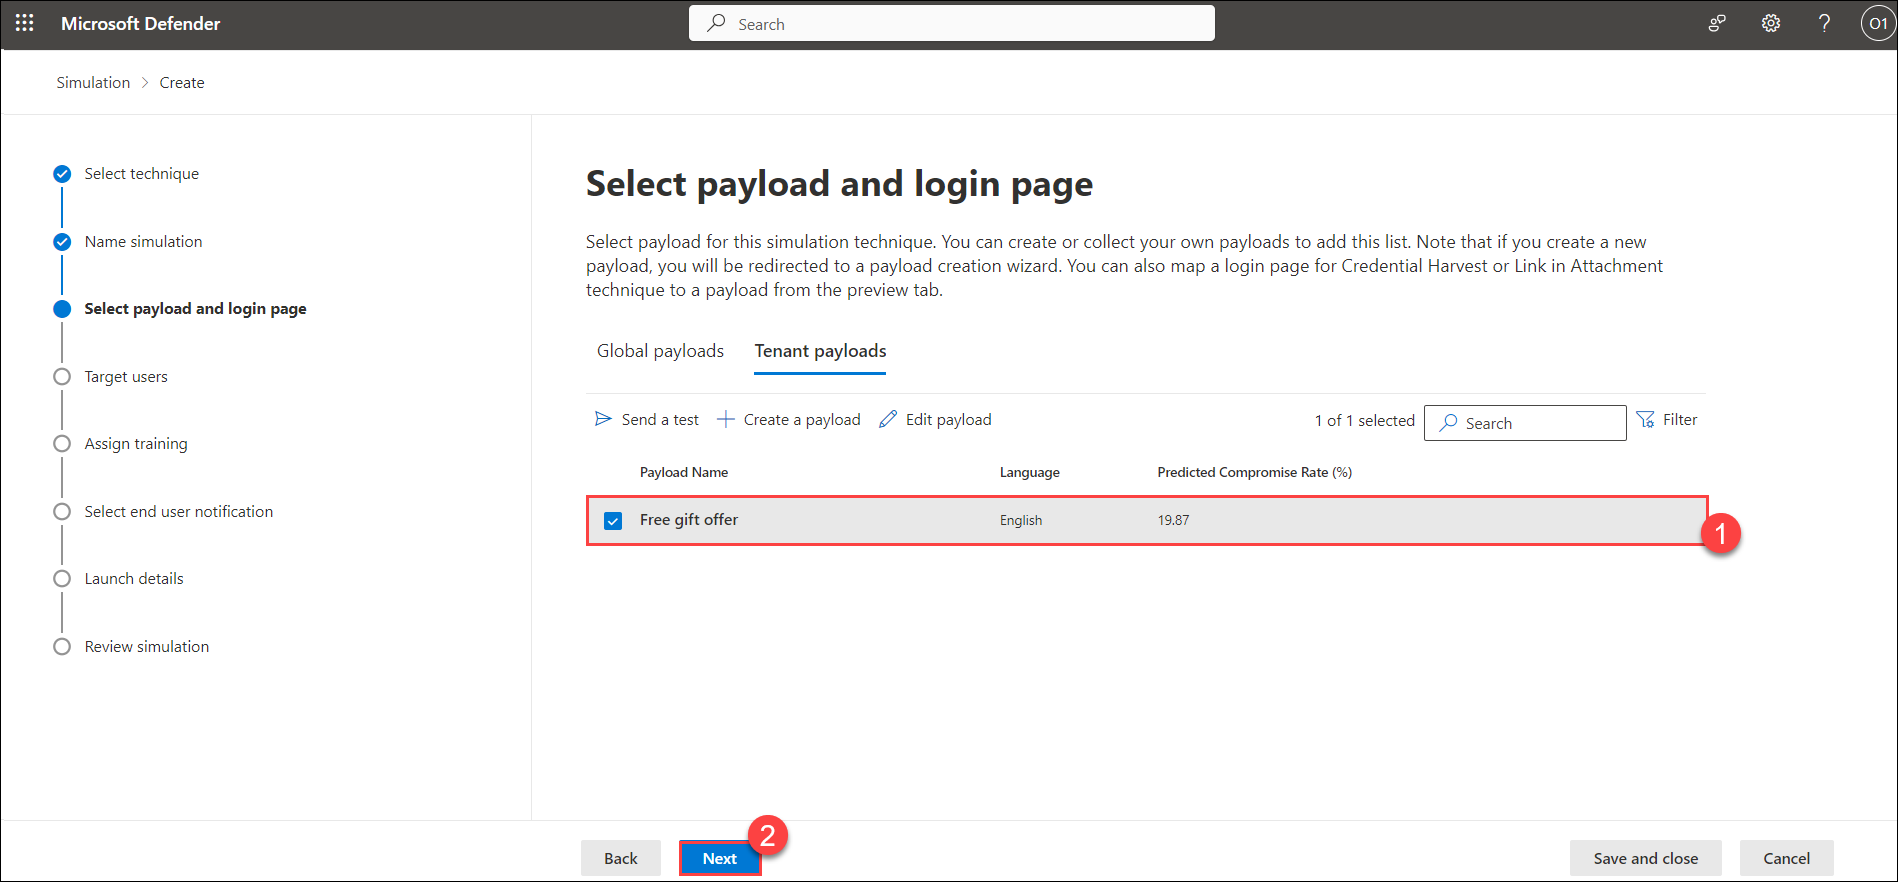 Microsoft Defender
Search
?
O1
Simulation > Create
Select technique
Name simulation
Select payload and login page
Target users
Assign training
Select end user notification
Launch details
Review simulation
Select payload and login page
Select payload for this simulation technique. You can create or collect your own payloads to add this list. Note that if you create a new
payload, you will be redirected to a payload creation wizard. You can also map a login page for Credential Harvest or Link in Attachment
technique to a payload from the preview tab.
Global payloads Tenant payloads
Send a test Create a payload Edit payload 1 of 1 selected Search Filter
Payload Name Language Predicted Compromise Rate (%)
Free gift offer English 19.87
1
2
Back Next Save and close Cancel